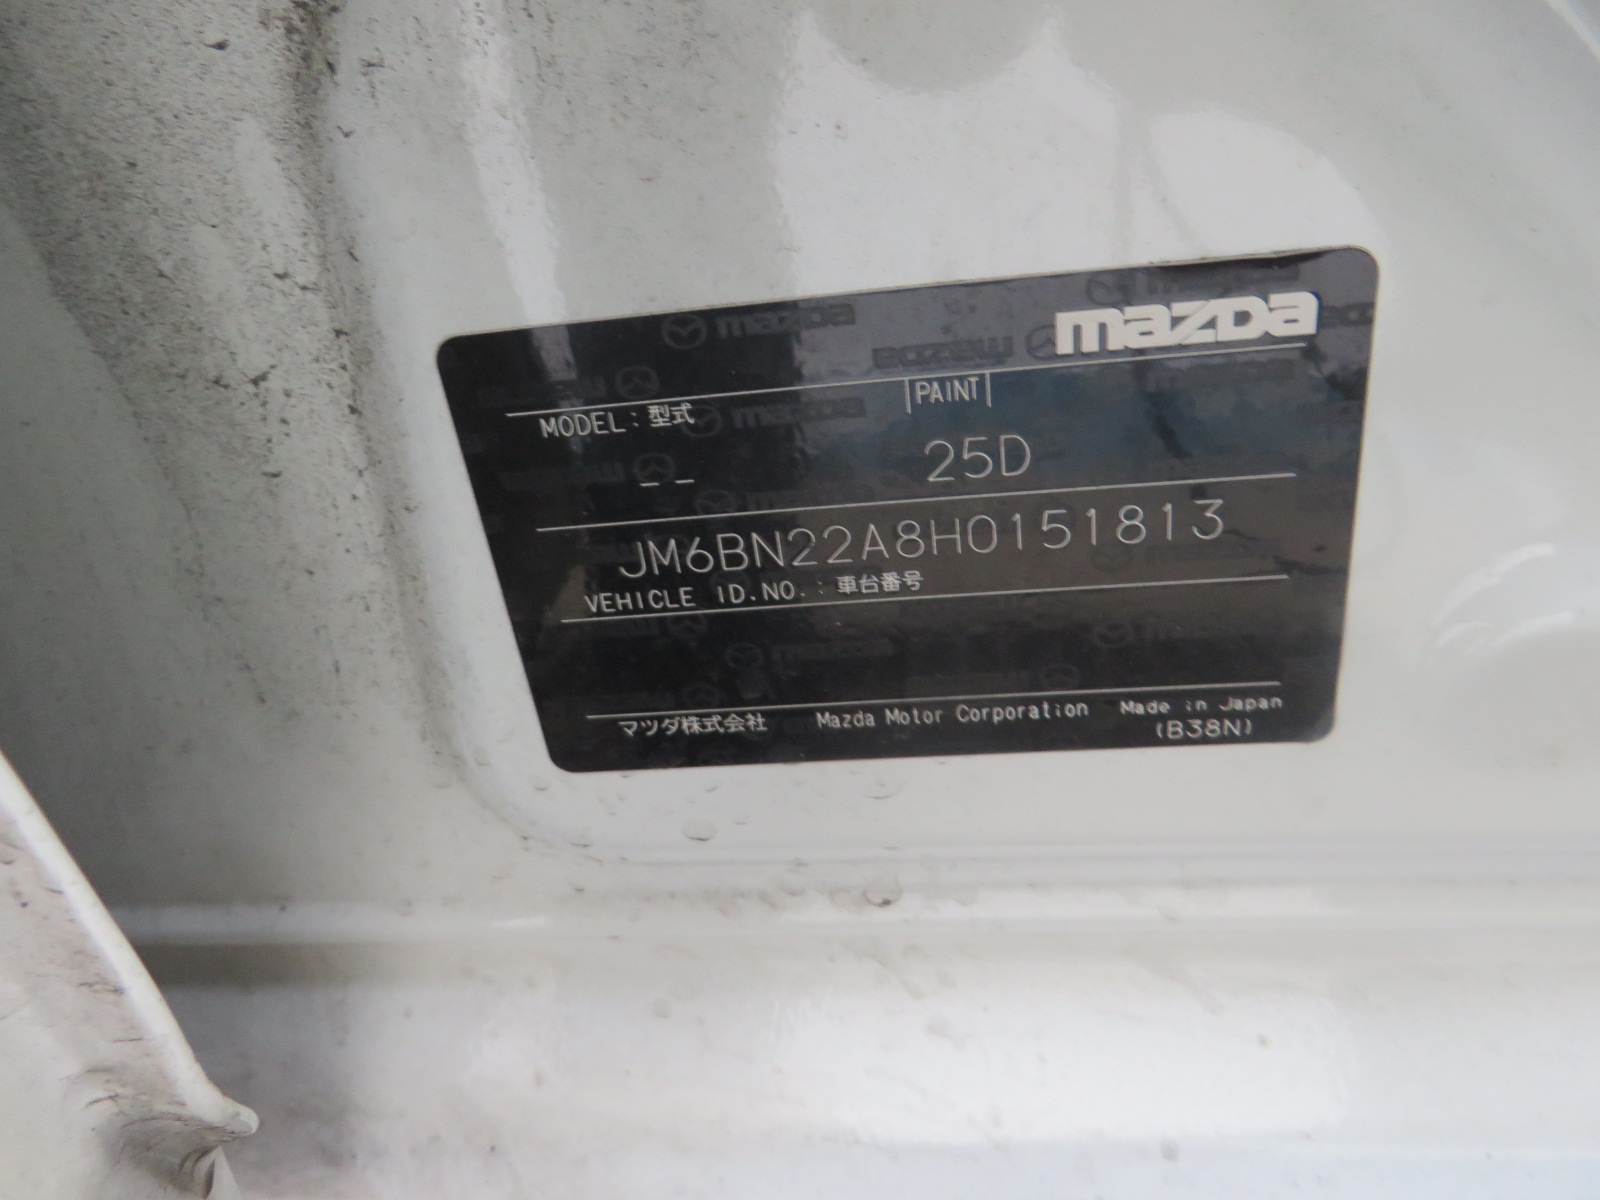 mazda
MODEL:型式 PAINT
_ _ 25D
JM6BN22A8H0151813
VEHICLE ID.NO.:車台番号
マツダ株式会社 Mazda Motor Corporation Made in Japan
(B38N)